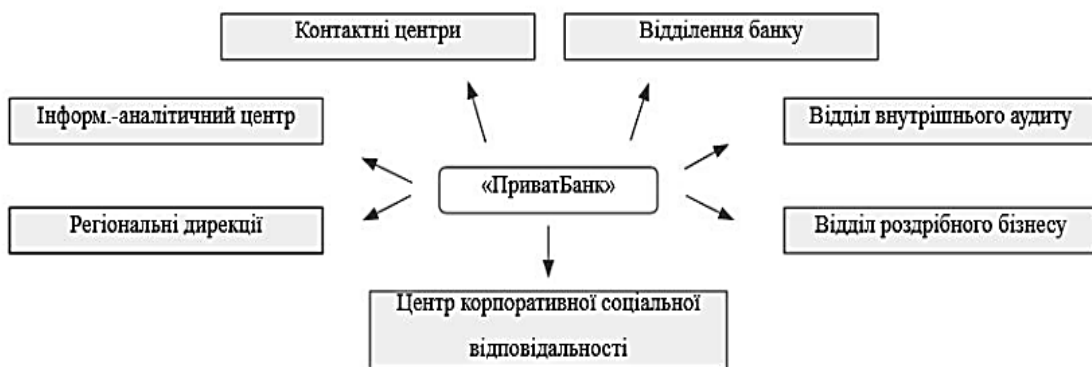 Контактні центри
Відділення банку
Інформ.-аналітичний центр
Відділ внутрішнього аудиту
«ПриватБанк»
Регіональні дирекції
Відділ роздрібного бізнесу
Центр корпоративної соціальної
відповідальності